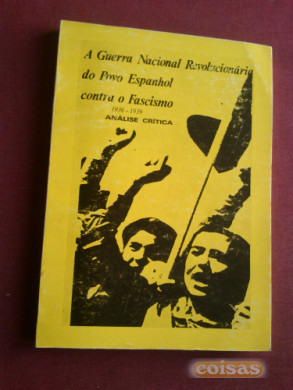 A Guerra Nacional Revolucionária
do Povo Espanhol
contra o Fascismo
1936 - 1939
ANÁLISE CRÍTICA
coisas